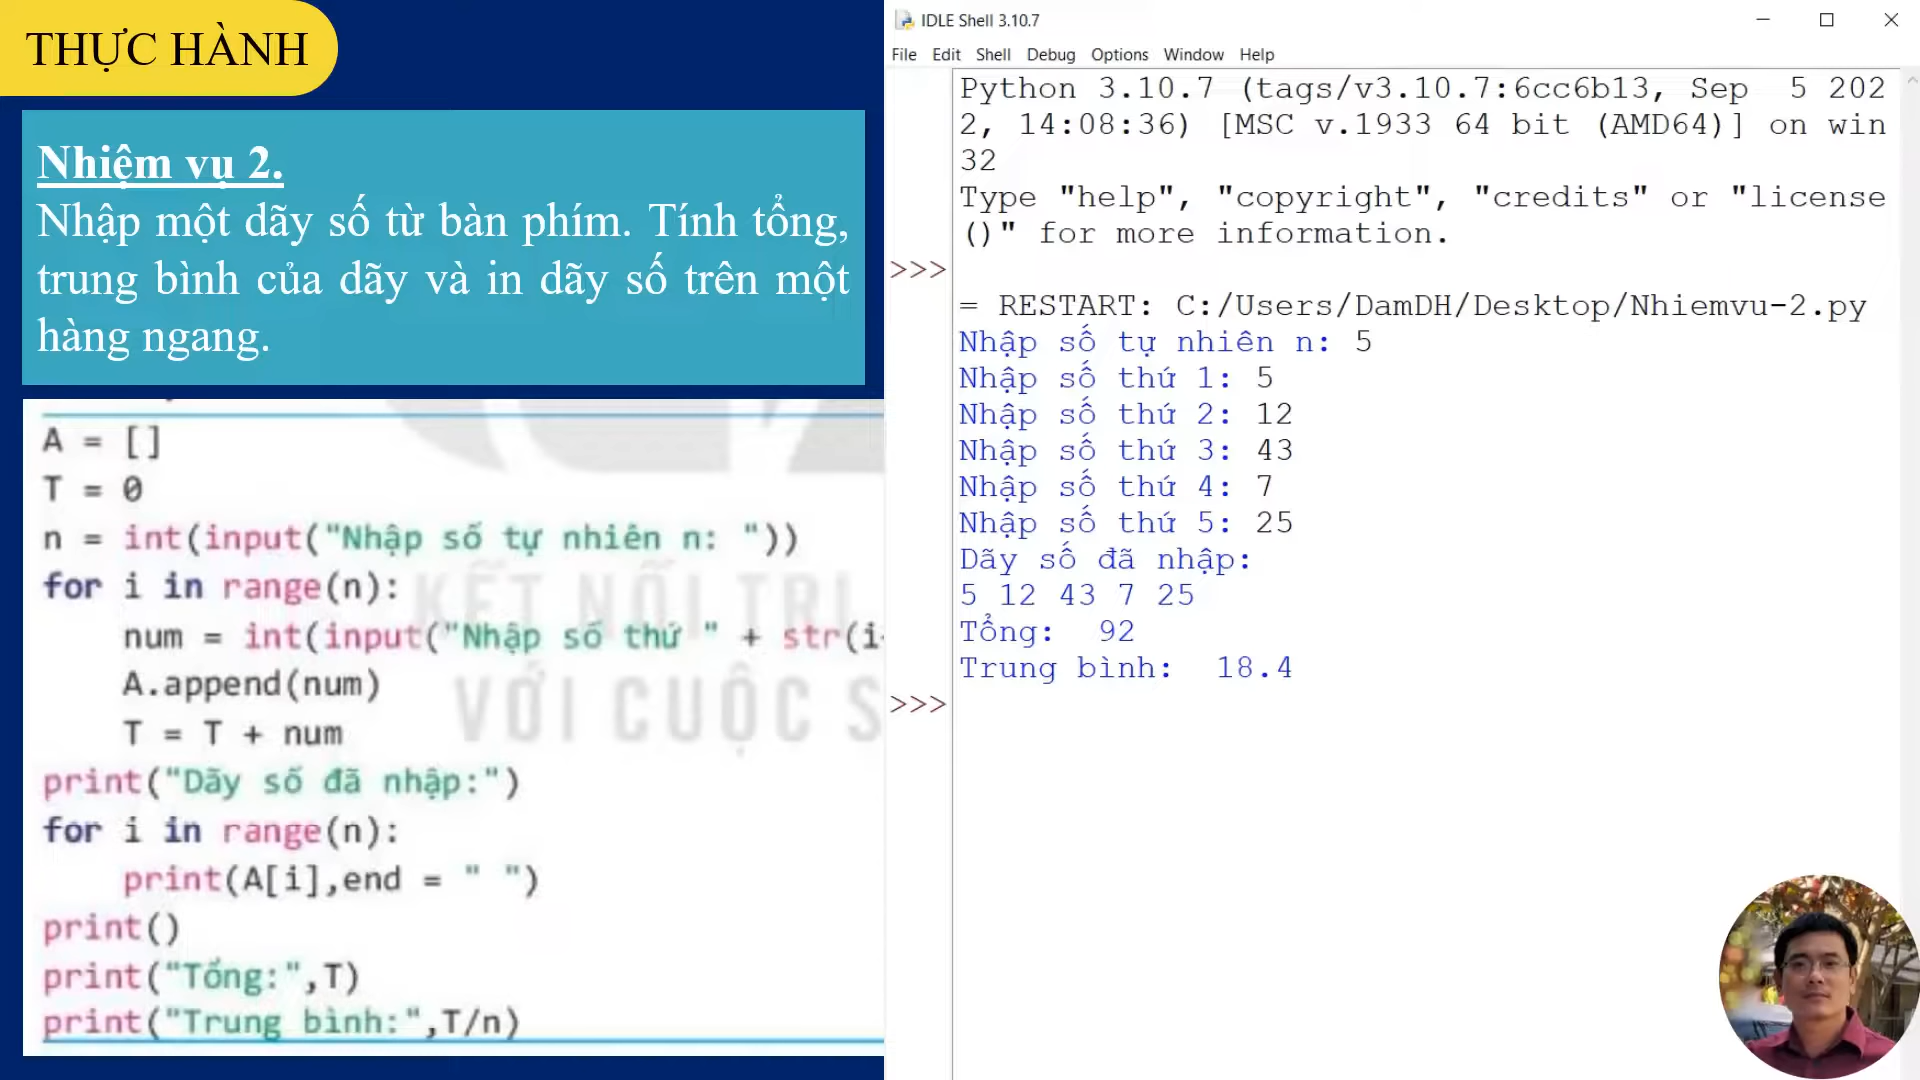 THỰC HÀNH
Nhiệm vụ 2.
Nhập một dãy số từ bàn phím. Tính tổng,
trung bình của dãy và in dãy số trên một
hàng ngang.
A = []
T = 0
n = int(input("Nhập số tự nhiên n: "))
for i in range(n):
    num = int(input("Nhập số thứ " + str(i
    A.append(num)
    T = T + num
print("Dãy số đã nhập:")
for i in range(n):
    print(A[i],end = " ")
print()
print("Tổng:",T)
print("Trung bình:",T/n)
KẾT NỐI TRI
VỚI CUỘC S
IDLE Shell 3.10.7
File Edit Shell Debug Options Window Help
Python 3.10.7 (tags/v3.10.7:6cc6b13, Sep  5 202
2, 14:08:36) [MSC v.1933 64 bit (AMD64)] on win
32
Type "help", "copyright", "credits" or "license
()" for more information.
>>>
= RESTART: C:/Users/DamDH/Desktop/Nhiemvu-2.py
Nhập số tự nhiên n: 5
Nhập số thứ 1: 5
Nhập số thứ 2: 12
Nhập số thứ 3: 43
Nhập số thứ 4: 7
Nhập số thứ 5: 25
Dãy số đã nhập:
5 12 43 7 25
Tổng:  92
Trung bình:  18.4
>>>